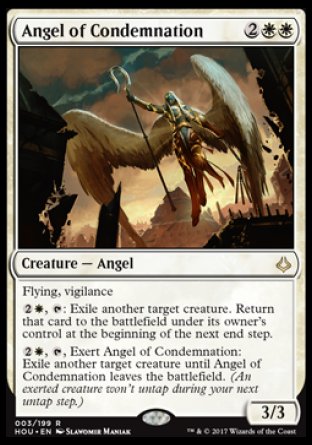 Angel of Condemnation 2WW
Creature — Angel
Flying, vigilance
2W, T: Exile another target creature. Return
that card to the battlefield under its owner's
control at the beginning of the next end step.
2W, T, Exert Angel of Condemnation:
Exile another target creature until Angel of
Condemnation leaves the battlefield. (An
exerted creature won't untap during your next
untap step.)
3/3
003/199 R
HOU • EN SLAWOMIR MANIAK
™ & © 2017 Wizards of the Coast